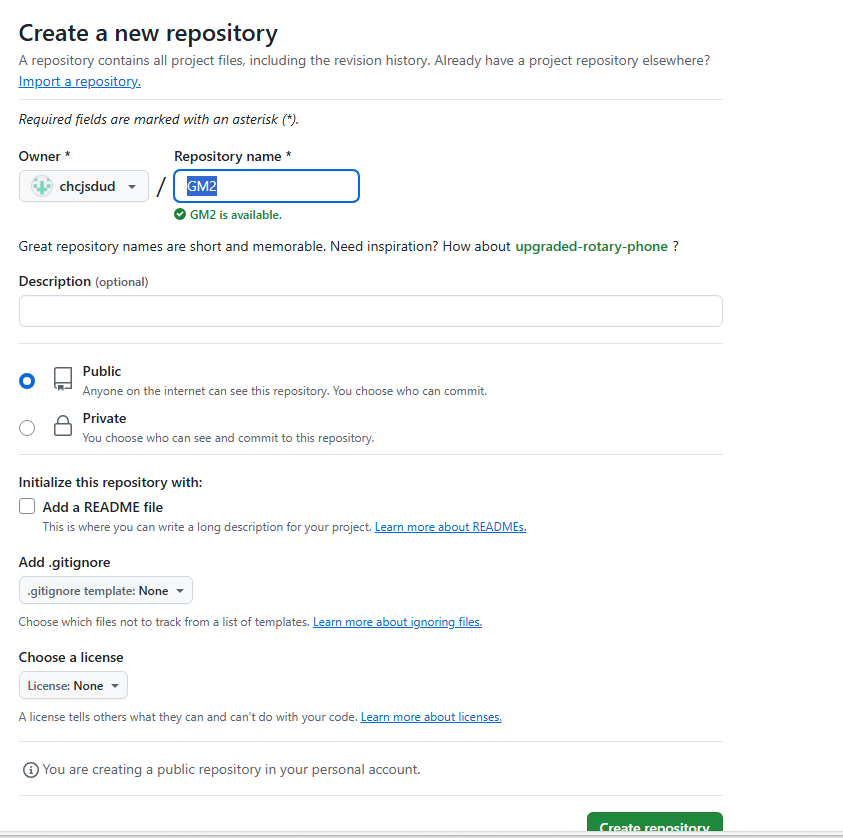 Create a new repository
A repository contains all project files, including the revision history. Already have a project repository elsewhere?
Import a repository.
Required fields are marked with an asterisk (*).
Owner * Repository name *
chcjsdud / GM2
GM2 is available.
Great repository names are short and memorable. Need inspiration? How about upgraded-rotary-phone ?
Description (optional)
Public
Anyone on the internet can see this repository. You choose who can commit.
Private
You choose who can see and commit to this repository.
Initialize this repository with:
Add a README file
This is where you can write a long description for your project. Learn more about READMEs.
Add .gitignore
.gitignore template: None
Choose which files not to track from a list of templates. Learn more about ignoring files.
Choose a license
License: None
A license tells others what they can and can't do with your code. Learn more about licenses.
You are creating a public repository in your personal account.
Create repository